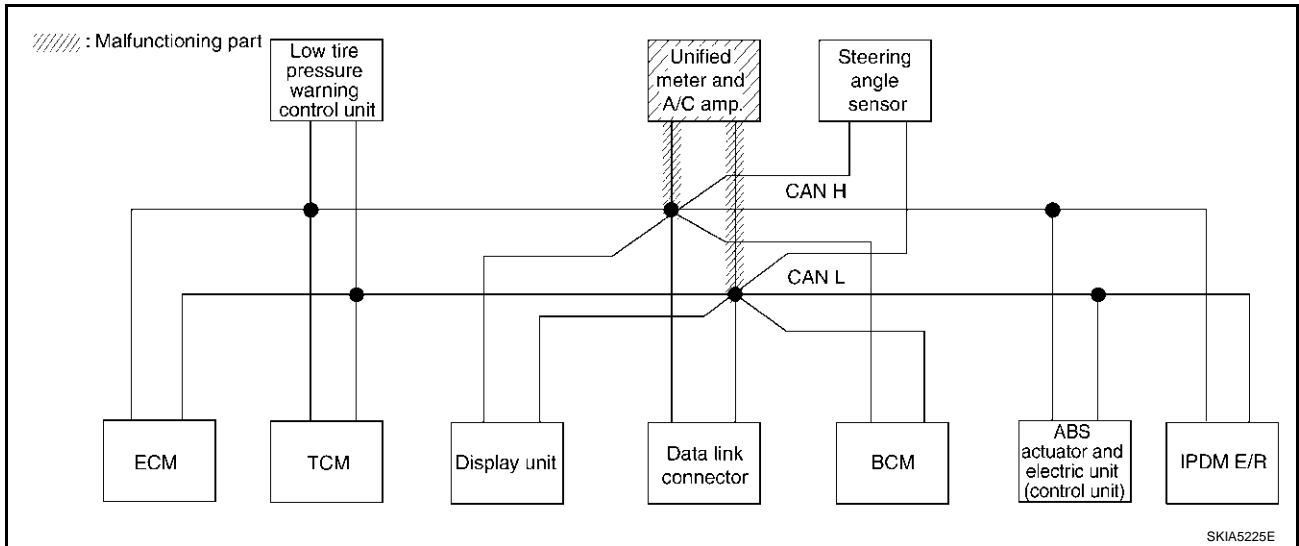 : Malfunctioning part
Low tire
pressure
warning
control unit
Unified
meter and
A/C amp.
Steering
angle
sensor
CAN H
CAN L
ECM
TCM
Display unit
Data link
connector
BCM
ABS
actuator and
electric unit
(control unit)
IPDM E/R
SKIA5225E